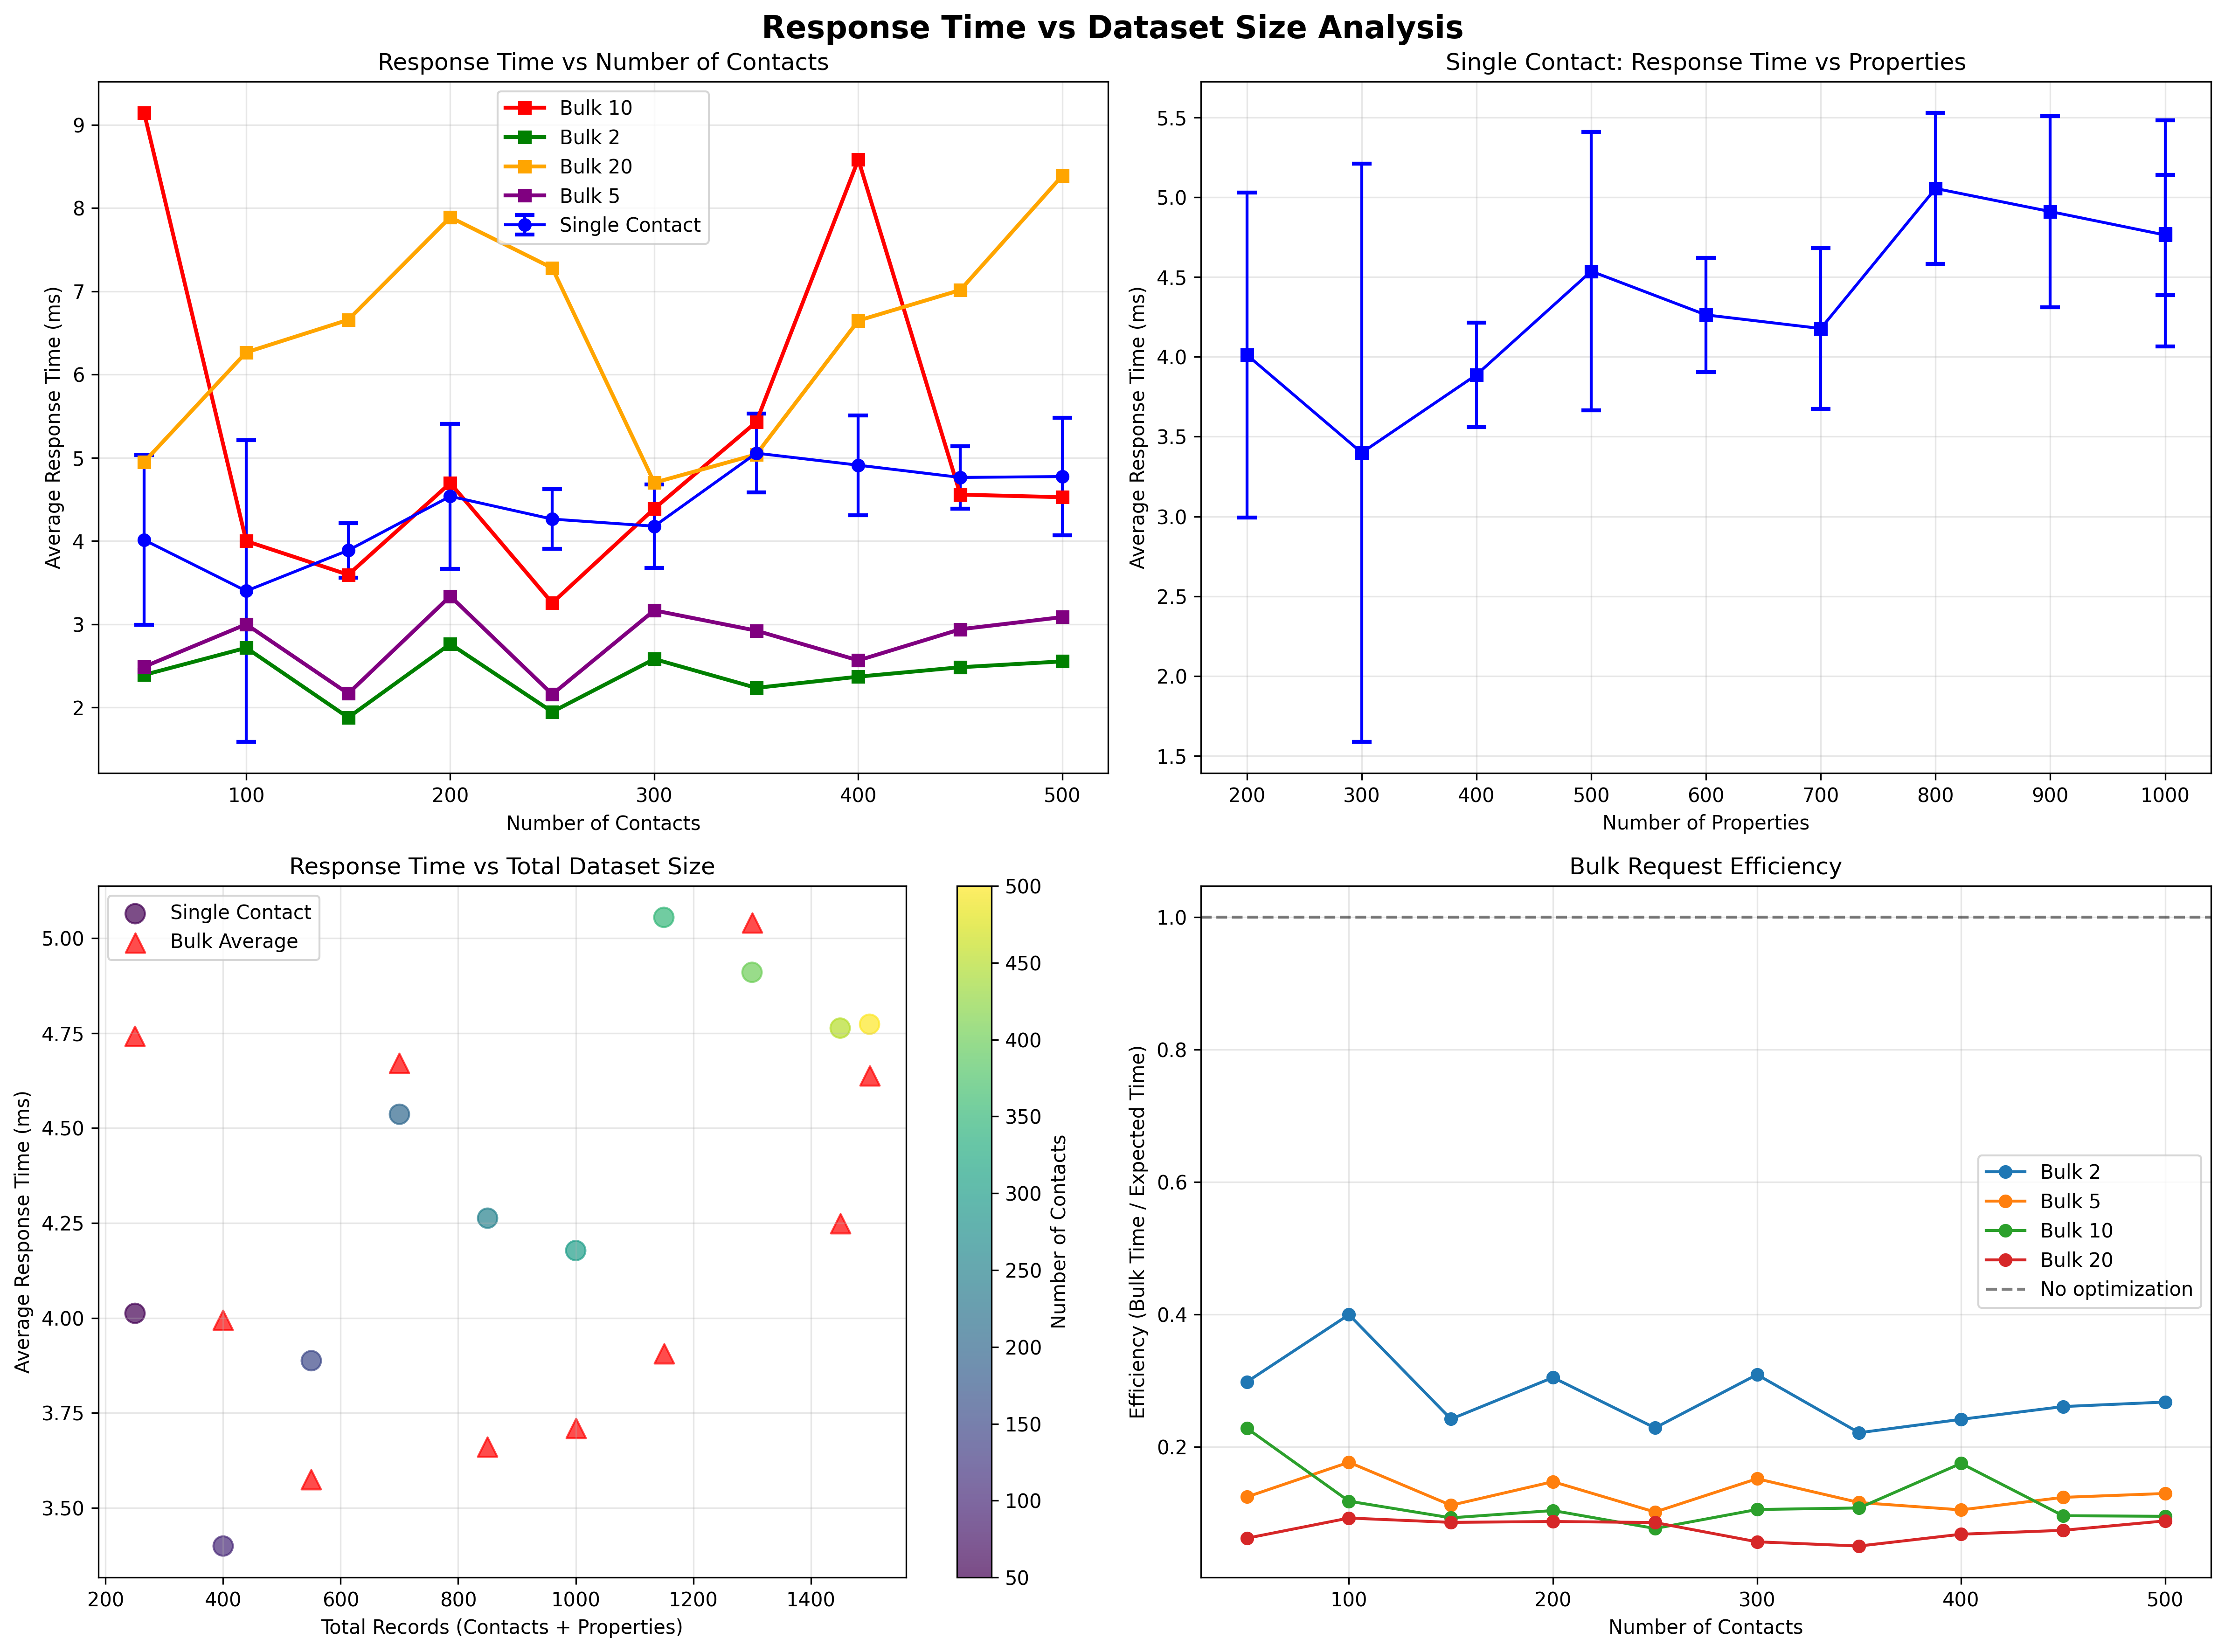 Response Time vs Dataset Size Analysis
Response Time vs Number of Contacts
Bulk 10
Bulk 2
Bulk 20
Bulk 5
Single Contact
Average Response Time (ms)
9
8
7
6
5
4
3
2
100 200 300 400 500
Number of Contacts
Single Contact: Response Time vs Properties
Average Response Time (ms)
5.5
5.0
4.5
4.0
3.5
3.0
2.5
2.0
1.5
200 300 400 500 600 700 800 900 1000
Number of Properties
Response Time vs Total Dataset Size
Single Contact
Bulk Average
Average Response Time (ms)
5.00
4.75
4.50
4.25
4.00
3.75
3.50
200 400 600 800 1000 1200 1400
Total Records (Contacts + Properties)
500
450
400
350
300
250
200
150
100
50
Number of Contacts
Bulk Request Efficiency
Efficiency (Bulk Time / Expected Time)
1.0
0.8
0.6
0.4
0.2
Bulk 2
Bulk 5
Bulk 10
Bulk 20
No optimization
100 200 300 400 500
Number of Contacts